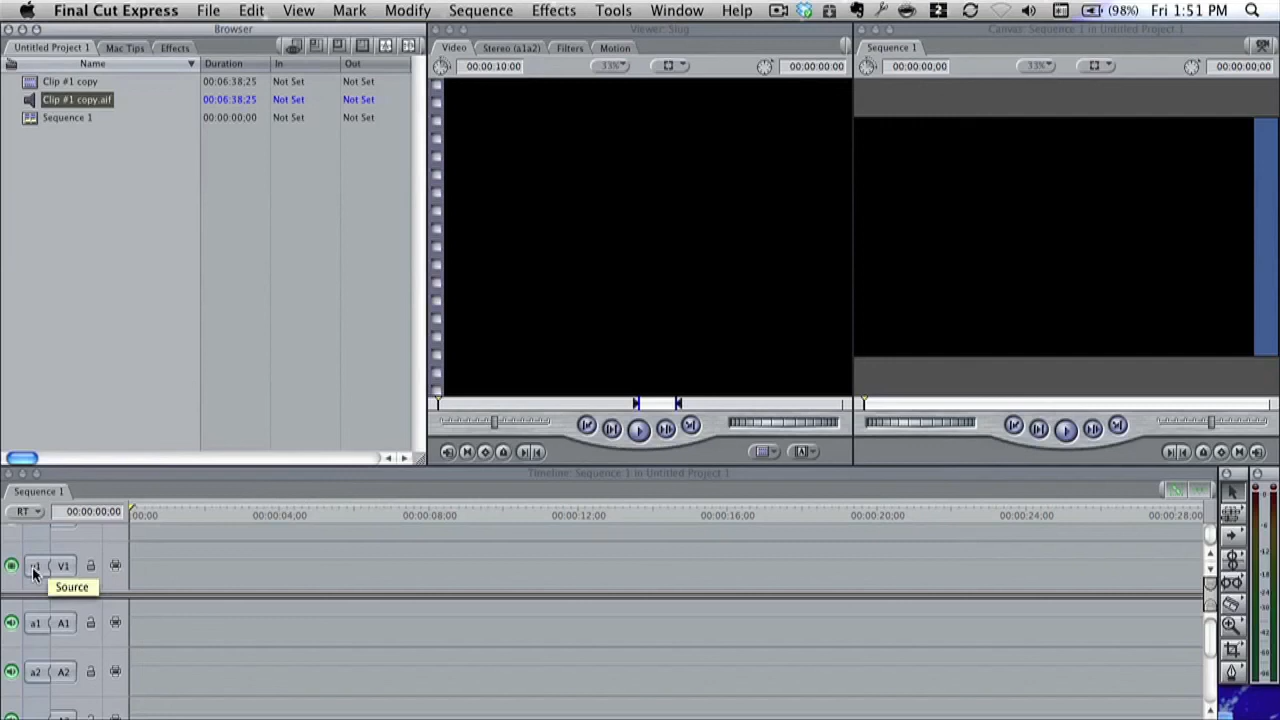 Final Cut Express File Edit View Mark Modify Sequence Effects Tools Window Help (98%) Fri 1:51 PM
Browser Viewer: Slug Canvas: Sequence 1 in Untitled Project 1
Untitled Project 1 Mac Tips Effects Video Stereo (a1a2) Filters Motion Sequence 1
Name Duration In Out 00:00:10:00 33% 00:00:00:00 00:00:00;00 33% 00:00:00;00
Clip #1 copy 00:06:38;25 Not Set Not Set
Clip #1 copy.aif 00:06:38;25 Not Set Not Set
Sequence 1 00:00:00;00 Not Set Not Set
Timeline: Sequence 1 in Untitled Project 1
Sequence 1
RT 00:00:00;00 00:00 00:00:04;00 00:00:08;00 00:00:12;00 00:00:16;00 00:00:20;00 00:00:24;00 00:00:28;00
v1 V1
Source
a1 A1
a2 A2